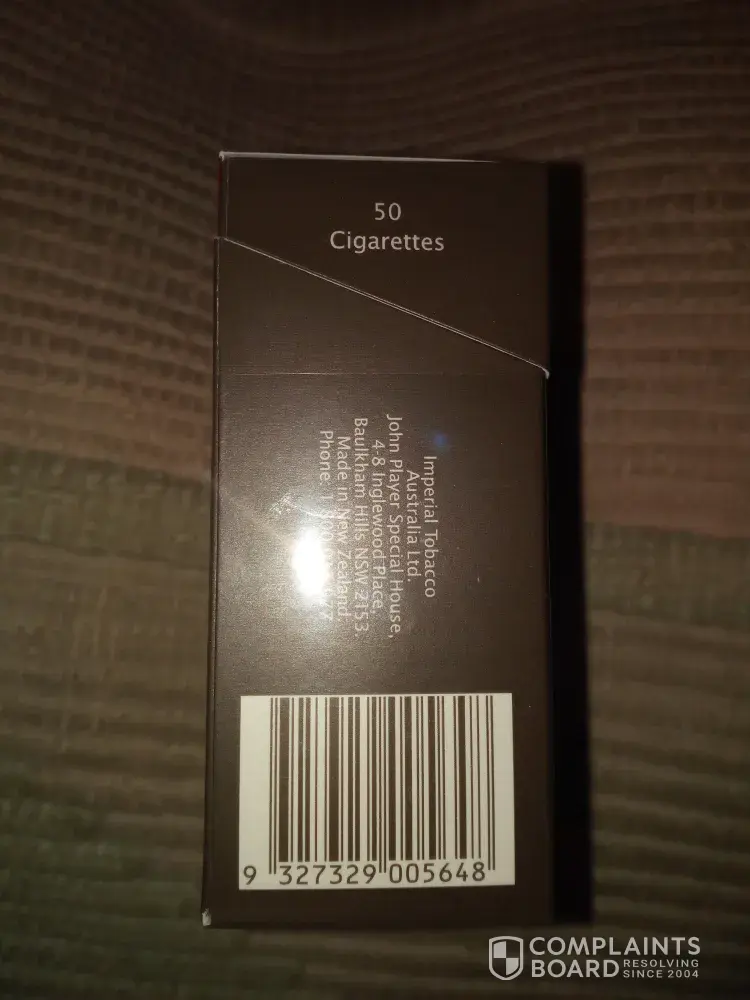 50
Cigarettes
Imperial Tobacco
Australia Ltd.
John Player Special House,
4-8 Inglewood Place,
Baulkham Hills NSW 2153
Made in New Zealand
Phone:
9 327329 005648
COMPLAINTS
BOARD RESOLVING
SINCE 2004